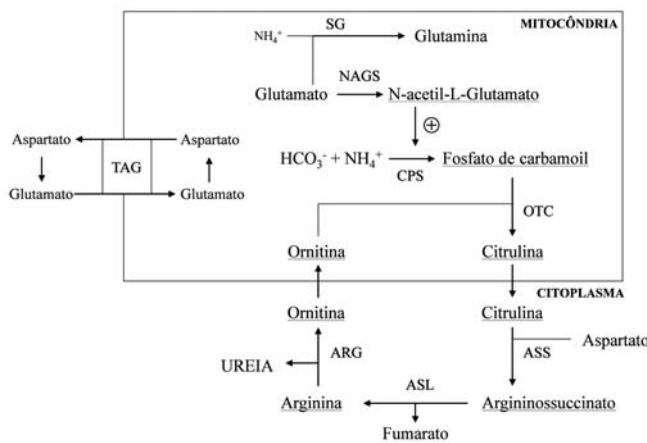 MITOCÔNDRIA
SG
NH₄⁺ Glutamina
NAGS
Glutamato N-acetil-L-Glutamato
Aspartato Aspartato
TAG
HCO₃⁻ + NH₄⁺ Fosfato de carbamoil
CPS
Glutamato Glutamato
OTC
Ornitina Citrulina
CITOPLASMA
Ornitina Citrulina
Aspartato
UREIA ARG ASS
ASL
Arginina Argininossuccinato
Fumarato